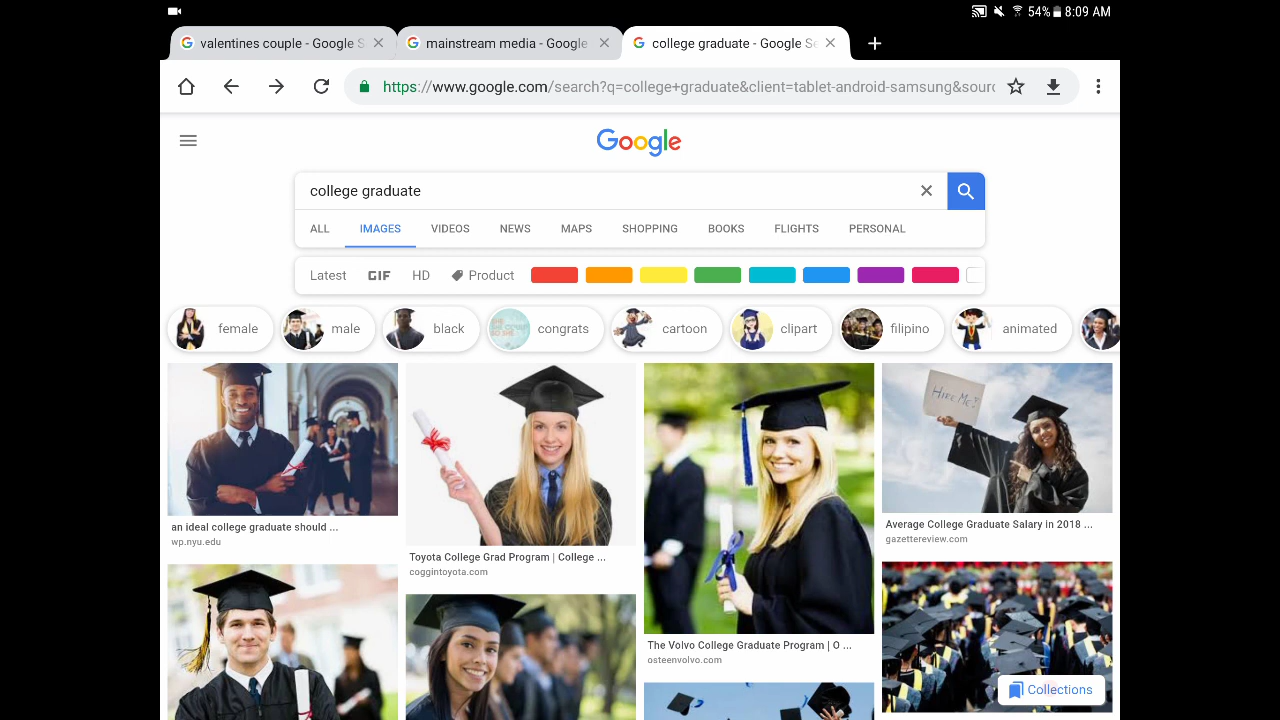 54% 8:09 AM
valentines couple - Google S
mainstream media - Google
college graduate - Google Se
https://www.google.com/search?q=college+graduate&client=tablet-android-samsung&sourc
Google
college graduate
ALL IMAGES VIDEOS NEWS MAPS SHOPPING BOOKS FLIGHTS PERSONAL
Latest GIF HD Product
female male black congrats cartoon clipart filipino animated
HIRE ME!
an ideal college graduate should ...
wp.nyu.edu
Toyota College Grad Program | College ...
coggintoyota.com
The Volvo College Graduate Program | O ...
osteenvolvo.com
Average College Graduate Salary in 2018 ...
gazettereview.com
Collections